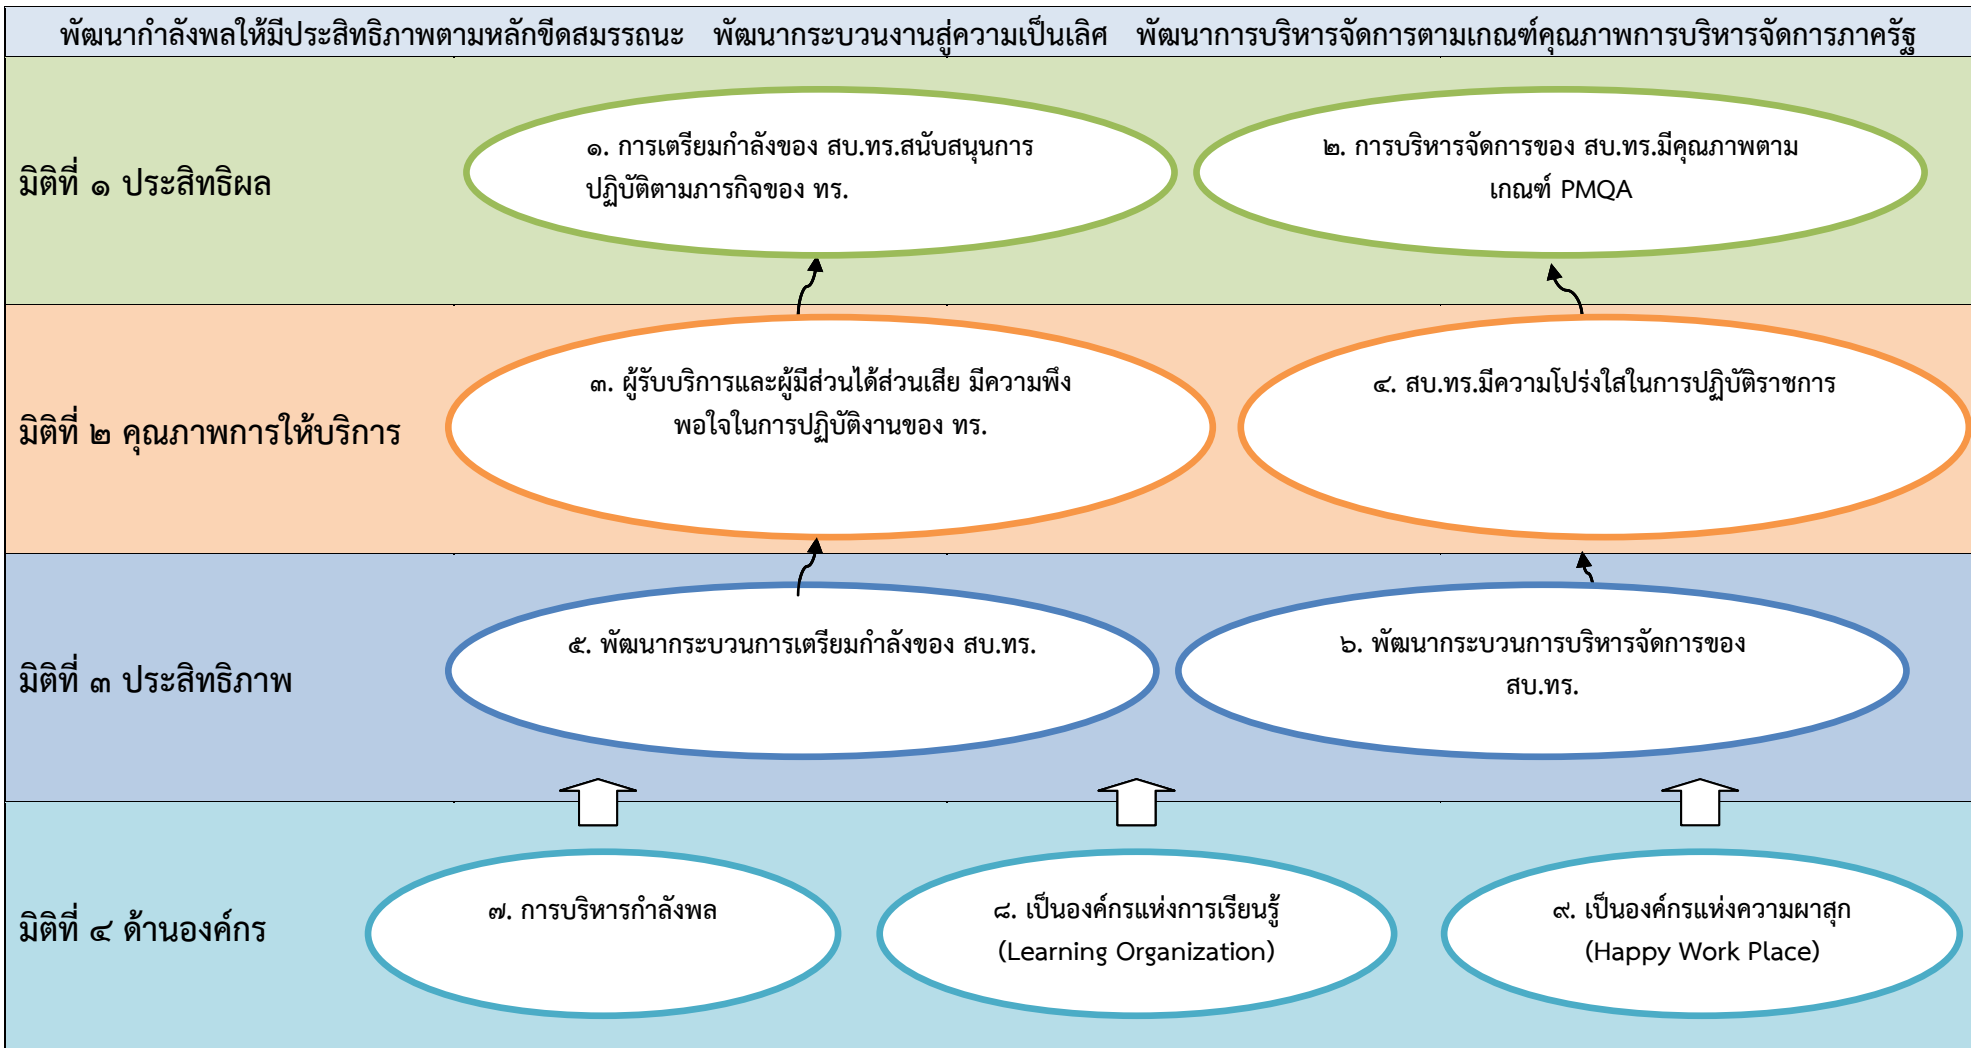 พัฒนากำลังพลให้มีประสิทธิภาพตามหลักขีดสมรรถนะ พัฒนากระบวนงานสู่ความเป็นเลิศ พัฒนาการบริหารจัดการตามเกณฑ์คุณภาพการบริหารจัดการภาครัฐ
มิติที่ ๑ ประสิทธิผล
๑. การเตรียมกำลังของ สบ.ทร.สนับสนุนการ
ปฏิบัติตามภารกิจของ ทร.
๒. การบริหารจัดการของ สบ.ทร.มีคุณภาพตาม
เกณฑ์ PMQA
มิติที่ ๒ คุณภาพการให้บริการ
๓. ผู้รับบริการและผู้มีส่วนได้ส่วนเสีย มีความพึง
พอใจในการปฏิบัติงานของ ทร.
๔. สบ.ทร.มีความโปร่งใสในการปฏิบัติราชการ
มิติที่ ๓ ประสิทธิภาพ
๕. พัฒนากระบวนการเตรียมกำลังของ สบ.ทร.
๖. พัฒนากระบวนการบริหารจัดการของ
สบ.ทร.
มิติที่ ๔ ด้านองค์กร
๗. การบริหารกำลังพล
๘. เป็นองค์กรแห่งการเรียนรู้
(Learning Organization)
๙. เป็นองค์กรแห่งความผาสุก
(Happy Work Place)